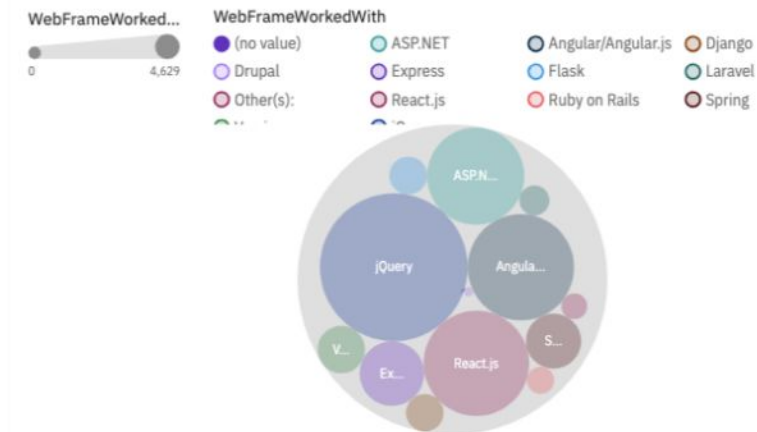 WebFrameWorked...
0
4,629
WebFrameWorkedWith
(no value) ASP.NET Angular/Angular.js Django
Drupal Express Flask Laravel
Other(s): React.js Ruby on Rails Spring
ASP.N...
jQuery
Angula...
S...
V...
Ex...
React.js